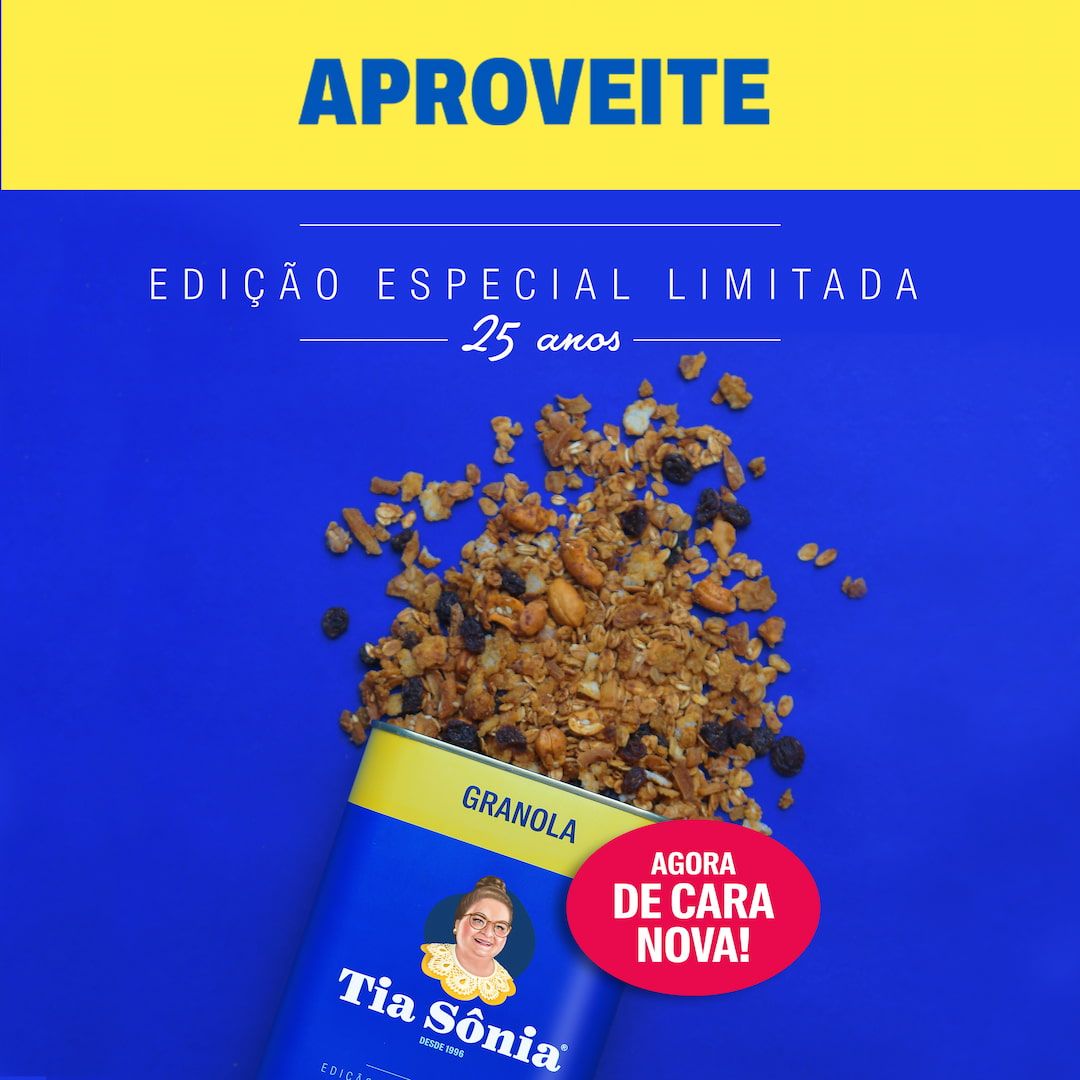 APROVEITE
EDIÇÃO ESPECIAL LIMITADA
25 anos
GRANOLA
AGORA
DE CARA
NOVA!
Tia Sônia®
DESDE 1996